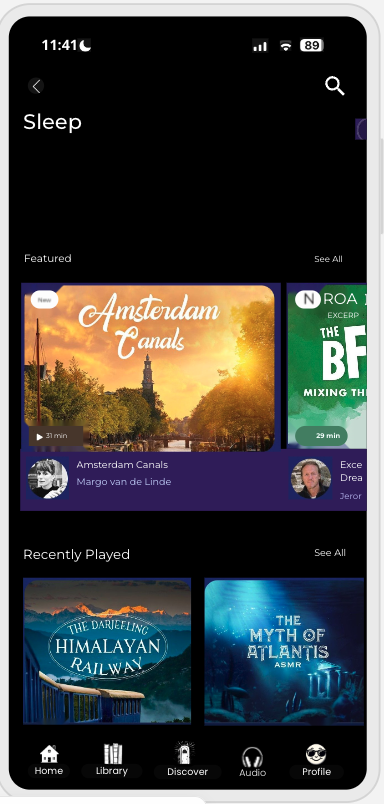 11:41
89
Sleep
Featured
See All
New
Amsterdam
Canals
31 min
Amsterdam Canals
Margo van de Linde
N ROA
EXCERP
THE
BF
MIXING TH
29 min
Exce
Drea
Jeror
Recently Played
See All
THE DARJEELING
HIMALAYAN
RAILWAY
THE
MYTH OF
ATLANTIS
ASMR
Home
Library
Discover
Audio
Profile